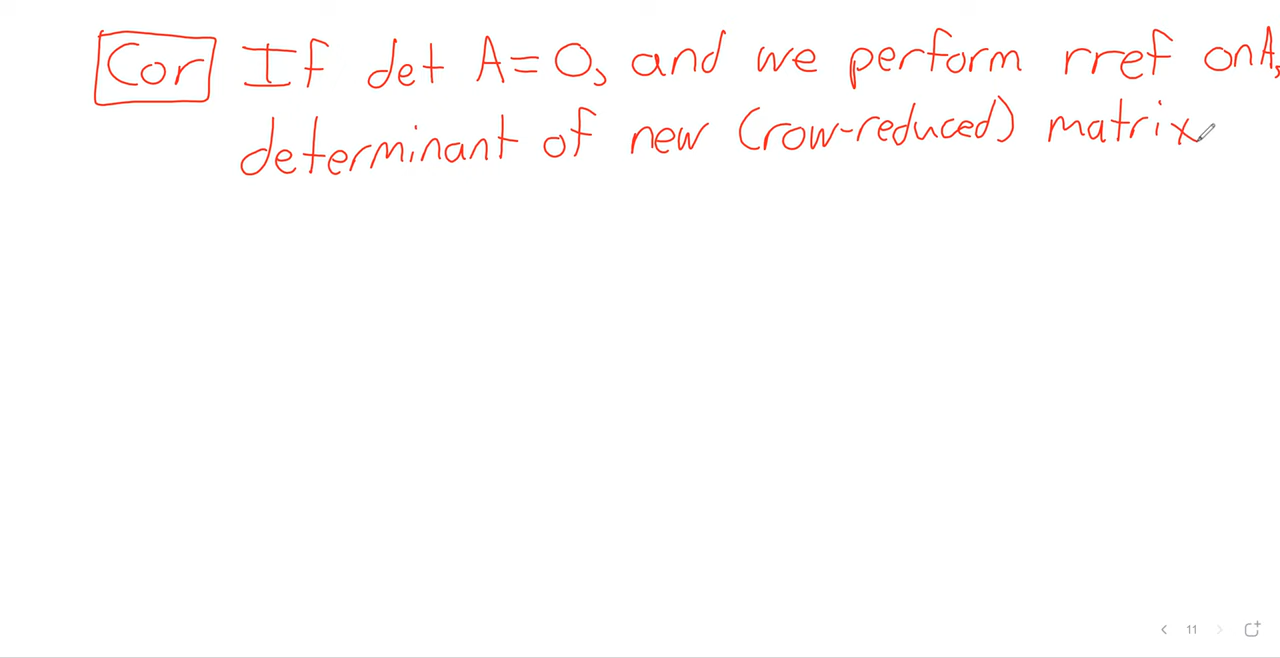 Cor If det A=0, and we perform rref on A,
determinant of new (row-reduced) matrix
11